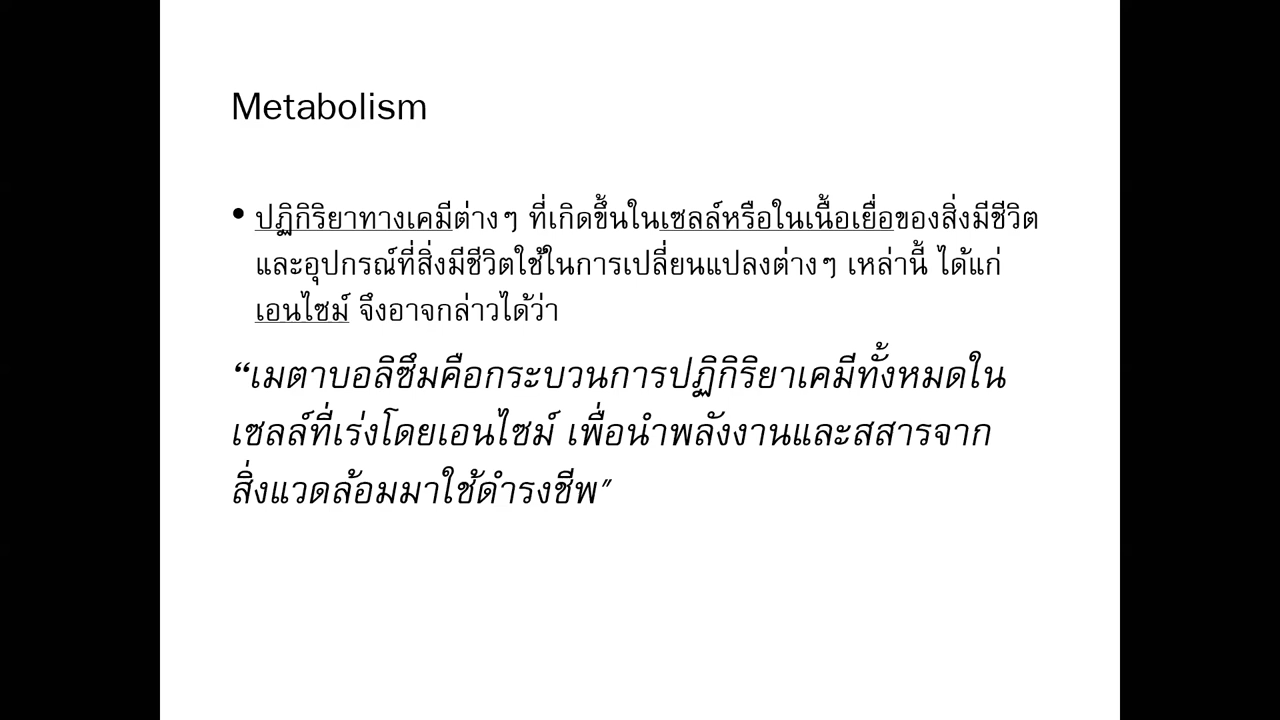 Metabolism
• ปฏิกิริยาทางเคมีต่างๆ ที่เกิดขึ้นในเซลล์หรือในเนื้อเยื่อของสิ่งมีชีวิต
และอุปกรณ์ที่สิ่งมีชีวิตใช้ในการเปลี่ยนแปลงต่างๆ เหล่านี้ ได้แก่
เอนไซม์ จึงอาจกล่าวได้ว่า
“เมตาบอลิซึมคือกระบวนการปฏิกิริยาเคมีทั้งหมดใน
เซลล์ที่เร่งโดยเอนไซม์ เพื่อนำพลังงานและสสารจาก
สิ่งแวดล้อมมาใช้ดำรงชีพ”